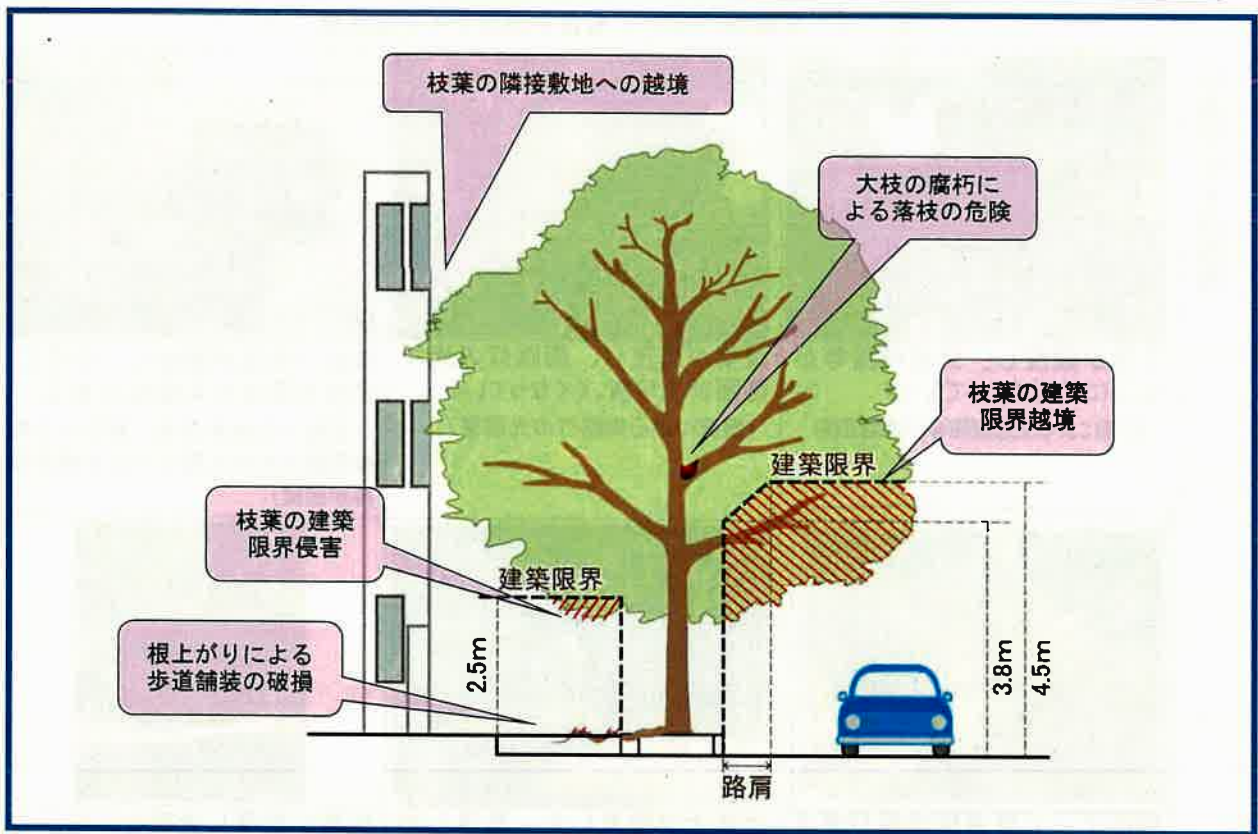 枝葉の隣接敷地への越境
大枝の腐朽に
よる落枝の危険
枝葉の建築
限界越境
建築限界
枝葉の建築
限界侵害
建築限界
根上がりによる
歩道舗装の破損
2.5m
3.8m
4.5m
路肩